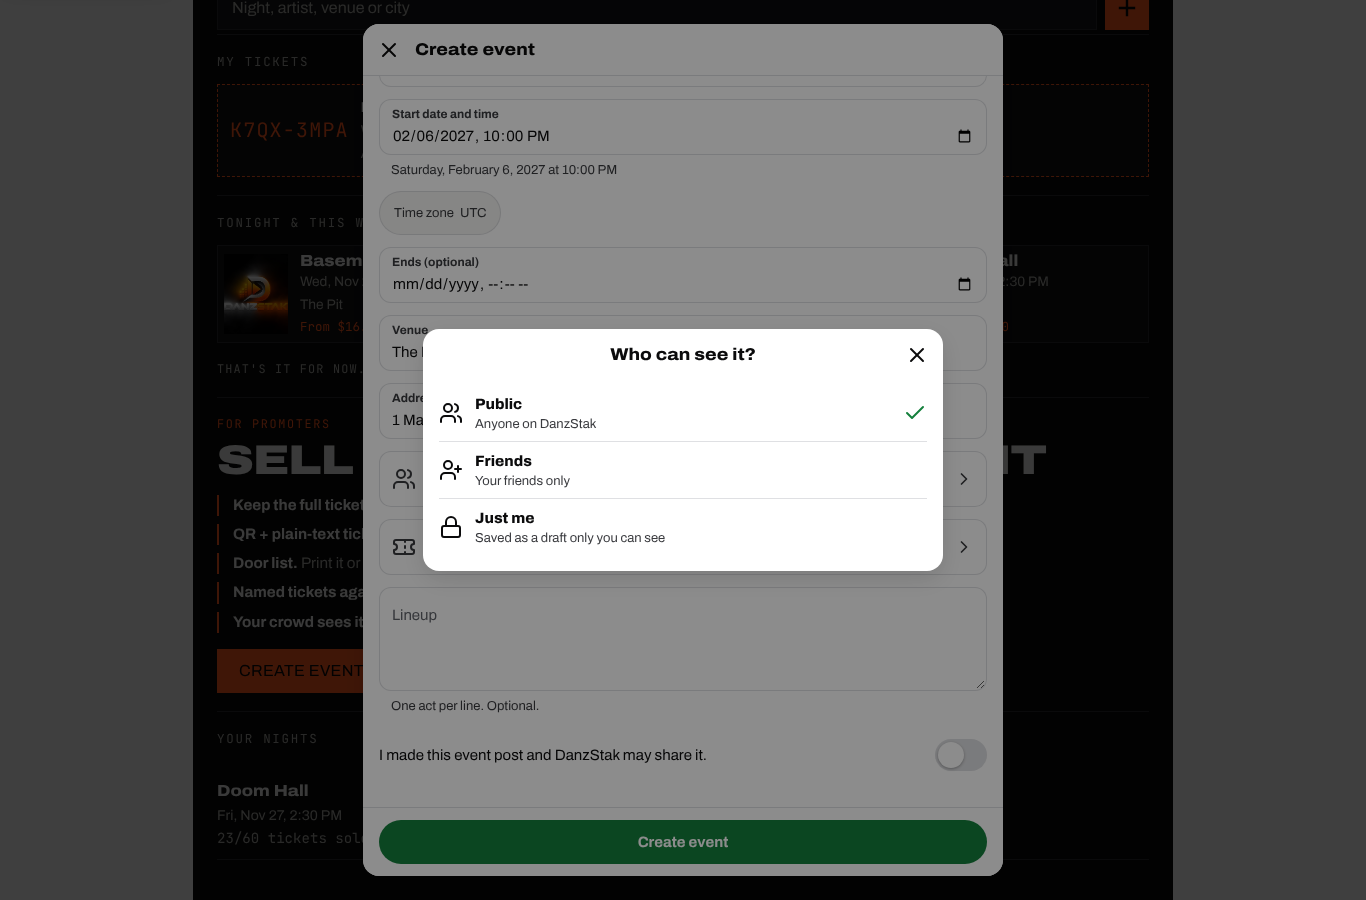 Night, artist, venue or city
Create event
MY TICKETS
K7QX-3MPA
Start date and time
02/06/2027, 10:00 PM
Saturday, February 6, 2027 at 10:00 PM
Time zone UTC
TONIGHT & THIS W
Basem
Wed, Nov
The Pit
From $16
all
2:30 PM
Ends (optional)
mm/dd/yyyy, --:-- --
Venue
The
Addre
1 Ma
THAT'S IT FOR NOW.
Who can see it?
Public
Anyone on DanzStak
Friends
Your friends only
Just me
Saved as a draft only you can see
FOR PROMOTERS
SELL
IT
Keep the full ticket
QR + plain-text tic
Door list. Print it or
Named tickets aga
Your crowd sees it
CREATE EVENT
Lineup
One act per line. Optional.
I made this event post and DanzStak may share it.
YOUR NIGHTS
Doom Hall
Fri, Nov 27, 2:30 PM
23/60 tickets sol
Create event